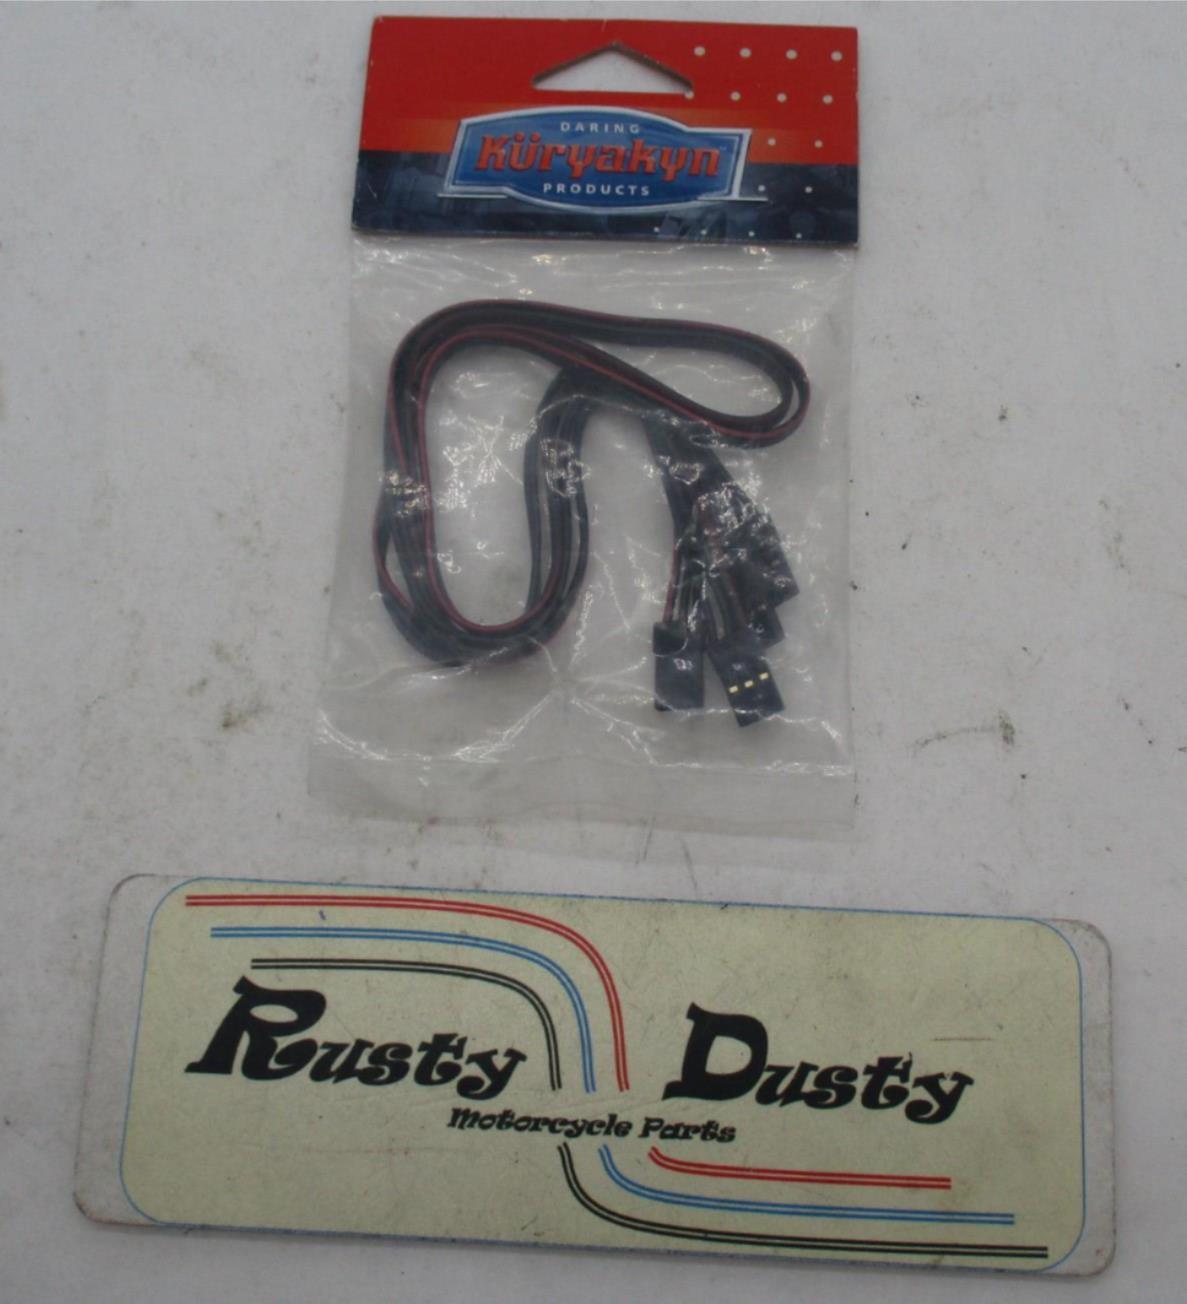 DARING
Küryakyn
PRODUCTS
Rusty Dusty
Motorcycle Parts